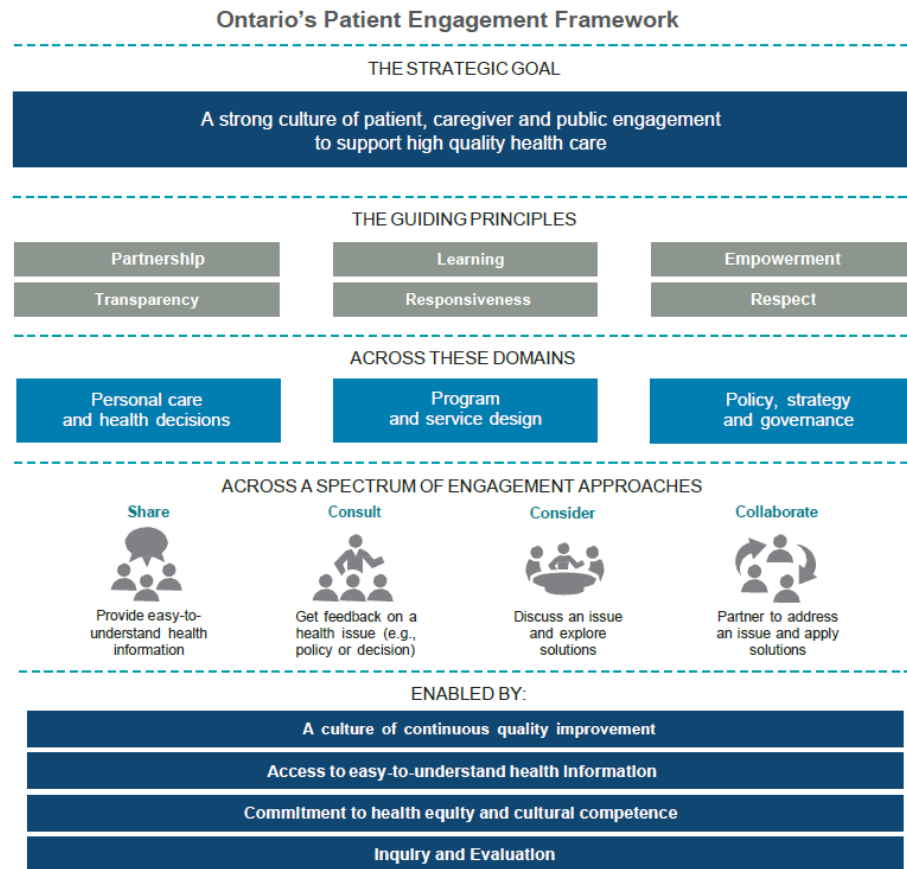 Ontario's Patient Engagement Framework
THE STRATEGIC GOAL
A strong culture of patient, caregiver and public engagement
to support high quality health care
THE GUIDING PRINCIPLES
Partnership
Learning
Empowerment
Transparency
Responsiveness
Respect
ACROSS THESE DOMAINS
Personal care
and health decisions
Program
and service design
Policy, strategy
and governance
ACROSS A SPECTRUM OF ENGAGEMENT APPROACHES
Share
Provide easy-to-
understand health
information
Consult
Get feedback on a
health issue (e.g.,
policy or decision)
Consider
Discuss an issue
and explore
solutions
Collaborate
Partner to address
an issue and apply
solutions
ENABLED BY:
A culture of continuous quality improvement
Access to easy-to-understand health information
Commitment to health equity and cultural competence
Inquiry and Evaluation